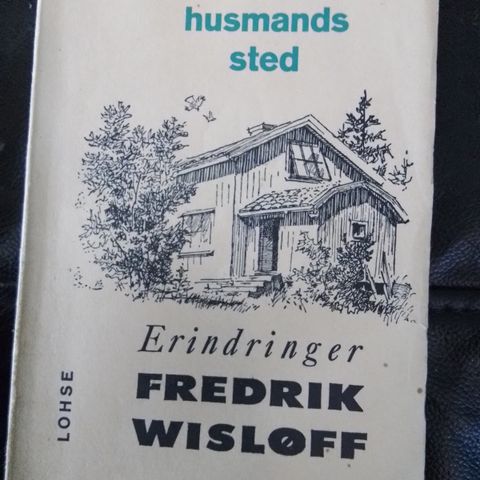 husmands
sted
Erindringer
FREDRIK
WISLØFF
LOHSE